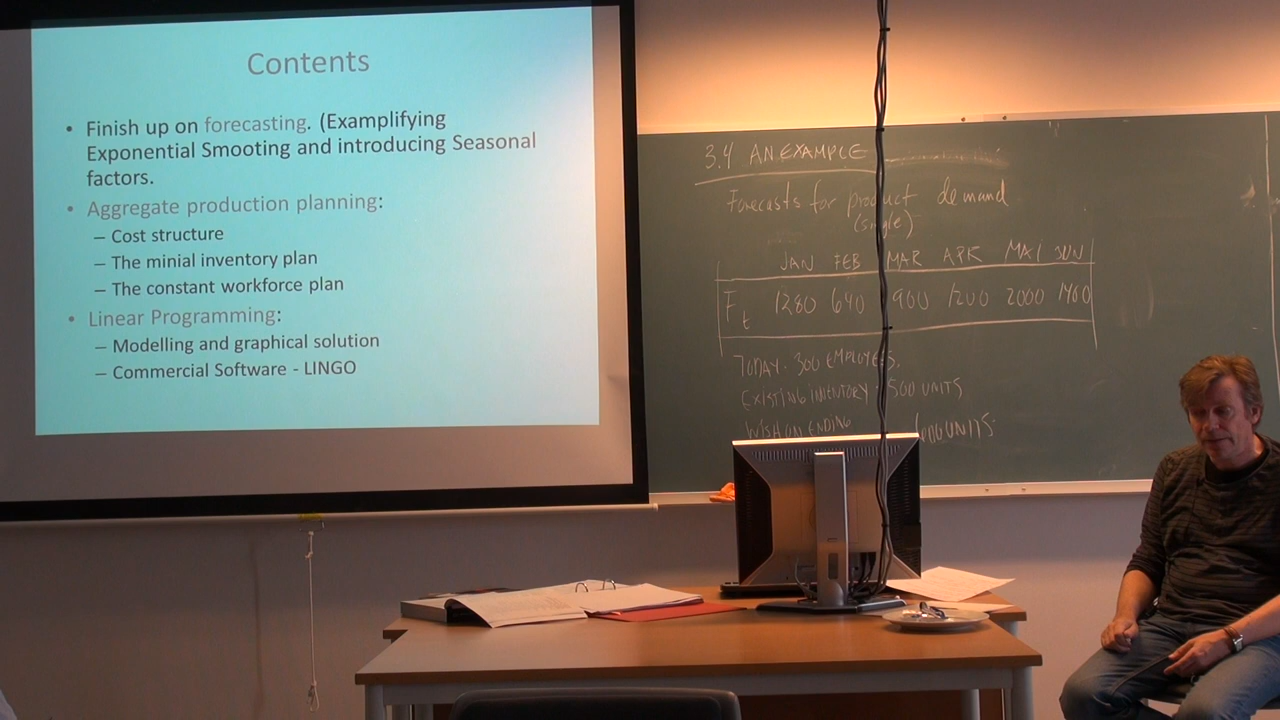 Contents
• Finish up on forecasting. (Examplifying
Exponential Smooting and introducing Seasonal
factors.
• Aggregate production planning:
– Cost structure
– The minial inventory plan
– The constant workforce plan
• Linear Programming:
– Modelling and graphical solution
– Commercial Software - LINGO
3.4 AN EXAMPLE
Forecasts for product demand
(single)
JAN FEB MAR APR MAI JUN
Ft 1280 640 900 1200 2000 1400
TODAY: 300 EMPLOYEES.
EXISTING INVENTORY: 500 UNITS
WISH ON ENDING 600 UNITS